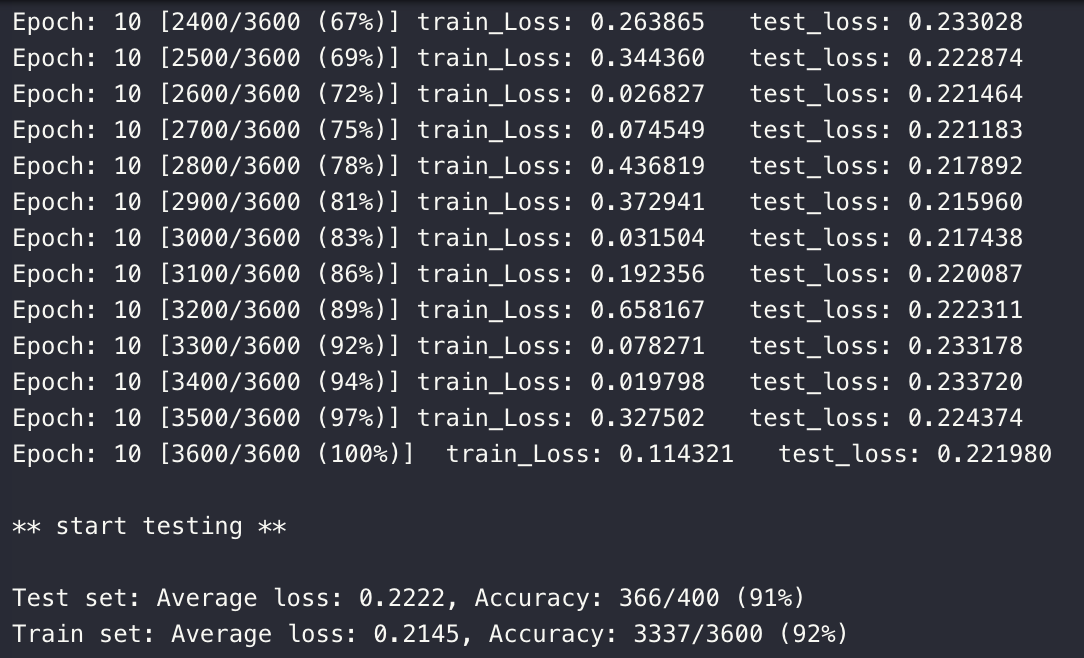 Epoch: 10 [2400/3600 (67%)] train_Loss: 0.263865   test_loss: 0.233028
Epoch: 10 [2500/3600 (69%)] train_Loss: 0.344360   test_loss: 0.222874
Epoch: 10 [2600/3600 (72%)] train_Loss: 0.026827   test_loss: 0.221464
Epoch: 10 [2700/3600 (75%)] train_Loss: 0.074549   test_loss: 0.221183
Epoch: 10 [2800/3600 (78%)] train_Loss: 0.436819   test_loss: 0.217892
Epoch: 10 [2900/3600 (81%)] train_Loss: 0.372941   test_loss: 0.215960
Epoch: 10 [3000/3600 (83%)] train_Loss: 0.031504   test_loss: 0.217438
Epoch: 10 [3100/3600 (86%)] train_Loss: 0.192356   test_loss: 0.220087
Epoch: 10 [3200/3600 (89%)] train_Loss: 0.658167   test_loss: 0.222311
Epoch: 10 [3300/3600 (92%)] train_Loss: 0.078271   test_loss: 0.233178
Epoch: 10 [3400/3600 (94%)] train_Loss: 0.019798   test_loss: 0.233720
Epoch: 10 [3500/3600 (97%)] train_Loss: 0.327502   test_loss: 0.224374
Epoch: 10 [3600/3600 (100%)]  train_Loss: 0.114321   test_loss: 0.221980
** start testing **
Test set: Average loss: 0.2222, Accuracy: 366/400 (91%)
Train set: Average loss: 0.2145, Accuracy: 3337/3600 (92%)